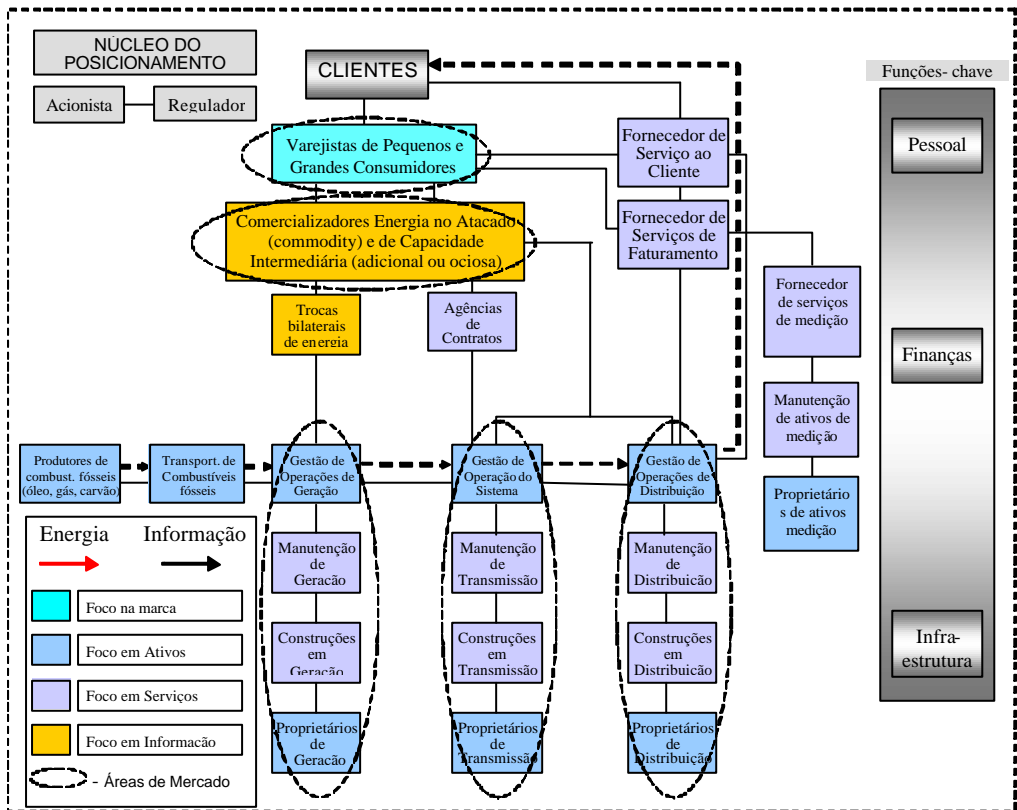 NÚCLEO DO
POSICIONAMENTO
Acionista
Regulador
CLIENTES
Funções- chave
Pessoal
Finanças
Infra-
estrutura
Varejistas de Pequenos e
Grandes Consumidores
Fornecedor de
Serviço ao
Cliente
Comercializadores Energia no Atacado
(commodity) e de Capacidade
Intermediária (adicional ou ociosa)
Fornecedor de
Serviços de
Faturamento
Trocas
bilaterais
de energia
Agências
de
Contratos
Fornecedor
de serviços
de medição
Manutenção
de ativos de
medição
Proprietário
s de ativos
medição
Produtores de
combust. fósseis
(óleo, gás, carvão)
Transport. de
Combustíveis
fósseis
Gestão de
Operações de
Geração
Gestão de
Operação do
Sistema
Gestão de
Operações de
Distribuição
Manutenção
de
Geracão
Manutenção
de
Transmissão
Manutenção
de
Distribuicão
Construções
em
Geracão
Construções
em
Transmissão
Construções
em
Distribuicão
Proprietários
de
Geracão
Proprietários
de
Transmissão
Proprietários
de
Distribuicão
Energia
Informação
Foco na marca
Foco em Ativos
Foco em Serviços
Foco em Informacão
- Áreas de Mercado